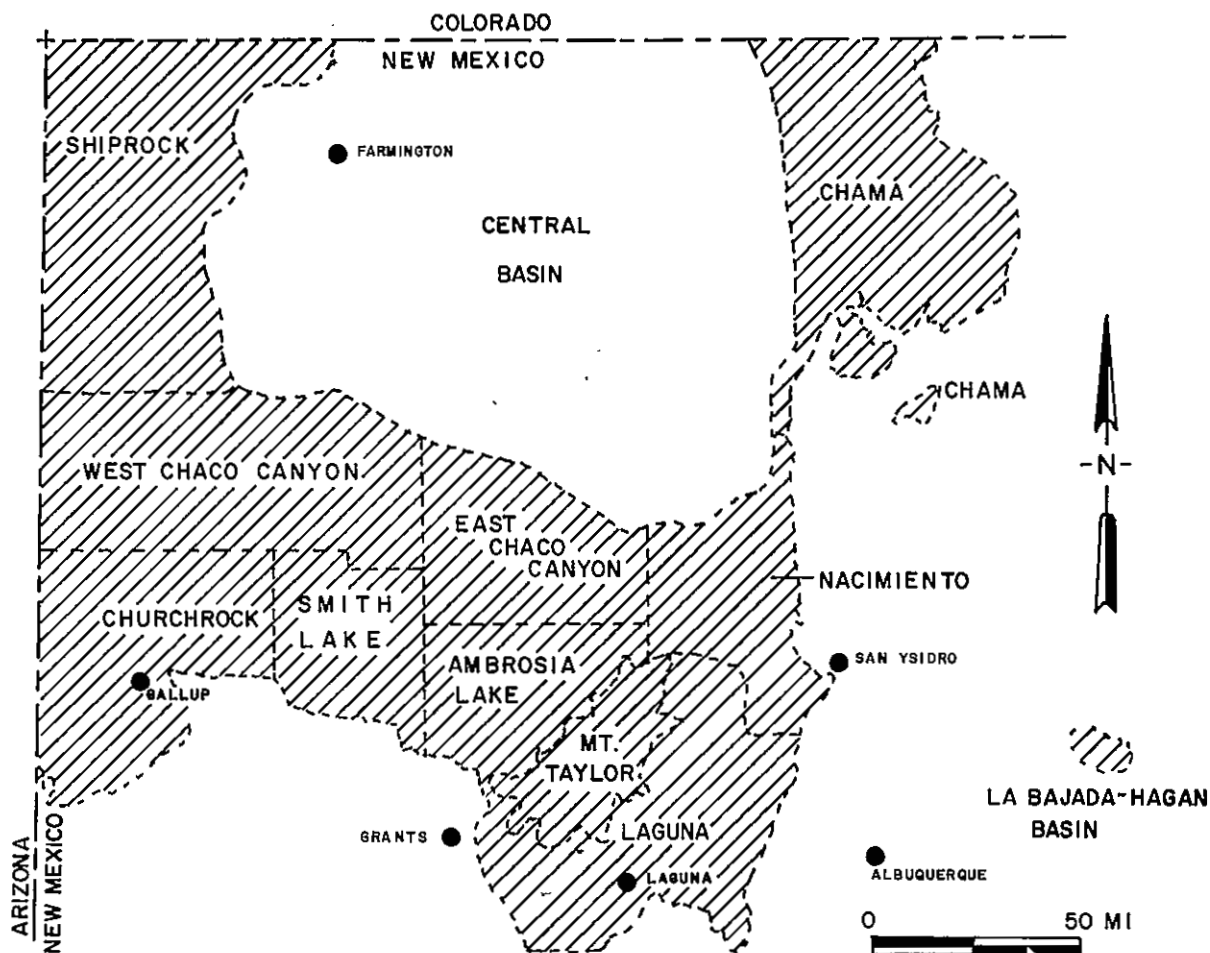 COLORADO
NEW MEXICO
SHIPROCK
FARMINGTON
CHAMA
CENTRAL
BASIN
CHAMA
-N-
WEST CHACO CANYON
EAST
CHACO
CANYON
NACIMIENTO
SMITH
LAKE
CHURCHROCK
AMBROSIA
LAKE
SAN YSIDRO
GALLUP
MT.
TAYLOR
LA BAJADA-HAGAN
BASIN
GRANTS
LAGUNA
ALBUQUERQUE
LAGUNA
ARIZONA
NEW MEXICO
0 50 MI